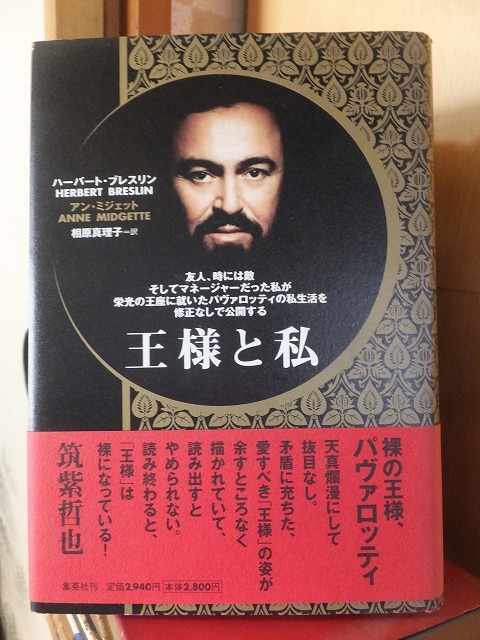 ハーバート・ブレスリン
HERBERT BRESLIN
アン・ミジェット
ANNE MIDGETTE
相原真理子＝訳
友人、時には敵
そしてマネージャーだった私が
栄光の王座に就いたパヴァロッティの私生活を
修正なしで公開する
王様と私
裸の王様、
パヴァロッティ
天真爛漫にして
抜目なし。
矛盾に充ちた、
愛すべき「王様」の姿が
余すところなく
描かれていて、
読み出すと
やめられない。
読み終わると、
「王様」は
裸になっている！
筑紫哲也
集英社刊 定価2,940円 本体2,800円